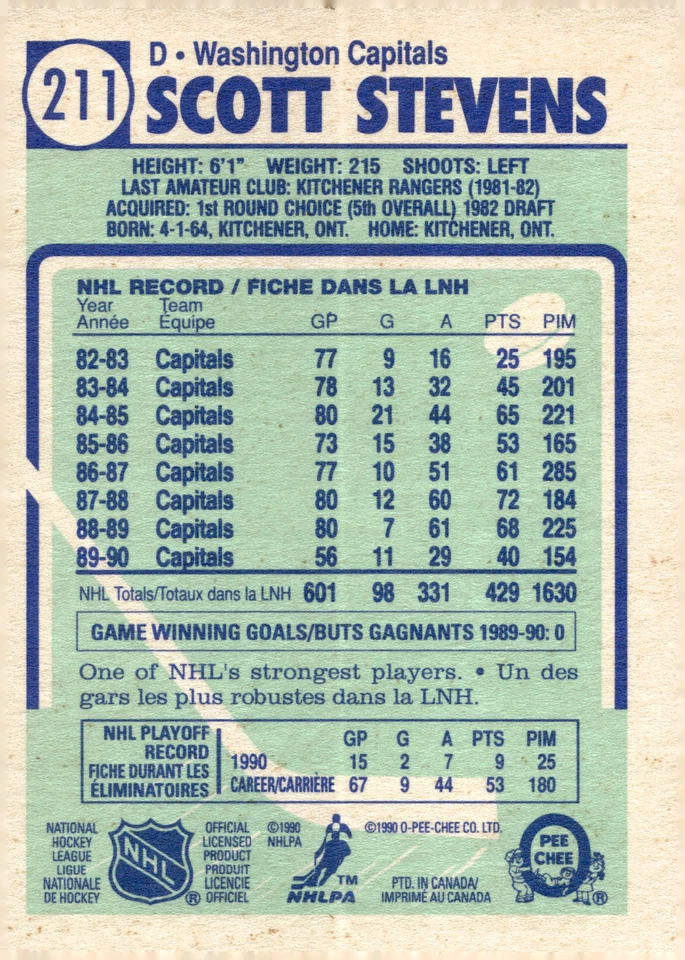 211
D • Washington Capitals
SCOTT STEVENS
HEIGHT: 6'1" WEIGHT: 215 SHOOTS: LEFT
LAST AMATEUR CLUB: KITCHENER RANGERS (1981-82)
ACQUIRED: 1st ROUND CHOICE (5th OVERALL) 1982 DRAFT
BORN: 4-1-64, KITCHENER, ONT. HOME: KITCHENER, ONT.
NHL RECORD / FICHE DANS LA LNH
Year Team
Année Équipe GP G A PTS PIM
82-83 Capitals 77 9 16 25 195
83-84 Capitals 78 13 32 45 201
84-85 Capitals 80 21 44 65 221
85-86 Capitals 73 15 38 53 165
86-87 Capitals 77 10 51 61 285
87-88 Capitals 80 12 60 72 184
88-89 Capitals 80 7 61 68 225
89-90 Capitals 56 11 29 40 154
NHL Totals/Totaux dans la LNH 601 98 331 429 1630
GAME WINNING GOALS/BUTS GAGNANTS 1989-90: 0
One of NHL's strongest players. • Un des
gars les plus robustes dans la LNH.
NHL PLAYOFF
RECORD
FICHE DURANT LES
ÉLIMINATOIRES
GP G A PTS PIM
1990 15 2 7 9 25
CAREER/CARRIÈRE 67 9 44 53 180
NATIONAL
HOCKEY
LEAGUE
LIGUE
NATIONALE
DE HOCKEY
NHL
®
OFFICIAL
LICENSED
PRODUCT
PRODUIT
LICENCIE
OFFICIEL
©1990
NHLPA
TM
NHLPA
©1990 O-PEE-CHEE CO. LTD.
PTD. IN CANADA/
IMPRIMÉ AU CANADA
O
PEE
CHEE
®